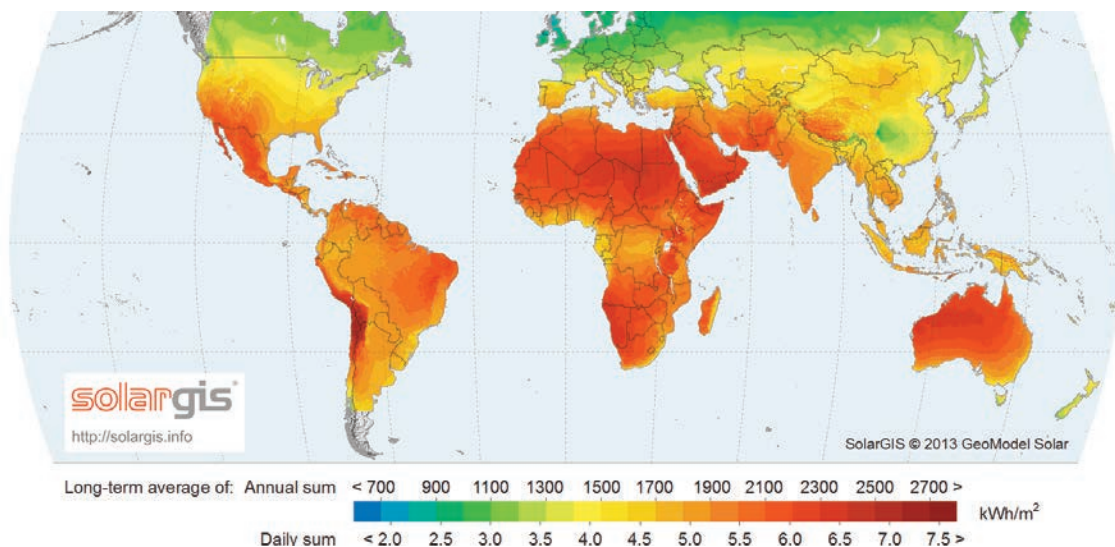 solargis®
http://solargis.info
SolarGIS © 2013 GeoModel Solar
Long-term average of: Annual sum < 700 900 1100 1300 1500 1700 1900 2100 2300 2500 2700 >
kWh/m²
Daily sum < 2.0 2.5 3.0 3.5 4.0 4.5 5.0 5.5 6.0 6.5 7.0 7.5 >